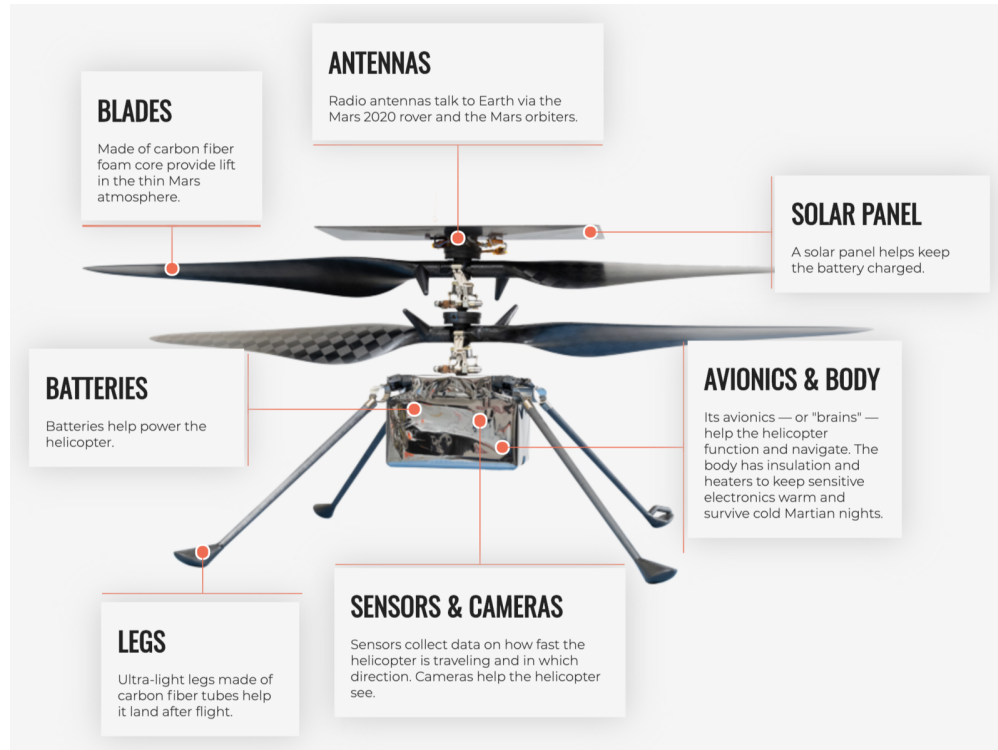 ANTENNAS
Radio antennas talk to Earth via the
Mars 2020 rover and the Mars orbiters.
BLADES
Made of carbon fiber
foam core provide lift
in the thin Mars
atmosphere.
SOLAR PANEL
A solar panel helps keep
the battery charged.
BATTERIES
Batteries help power the
helicopter.
AVIONICS & BODY
Its avionics — or "brains" —
help the helicopter
function and navigate. The
body has insulation and
heaters to keep sensitive
electronics warm and
survive cold Martian nights.
LEGS
Ultra-light legs made of
carbon fiber tubes help
it land after flight.
SENSORS & CAMERAS
Sensors collect data on how fast the
helicopter is traveling and in which
direction. Cameras help the helicopter
see.